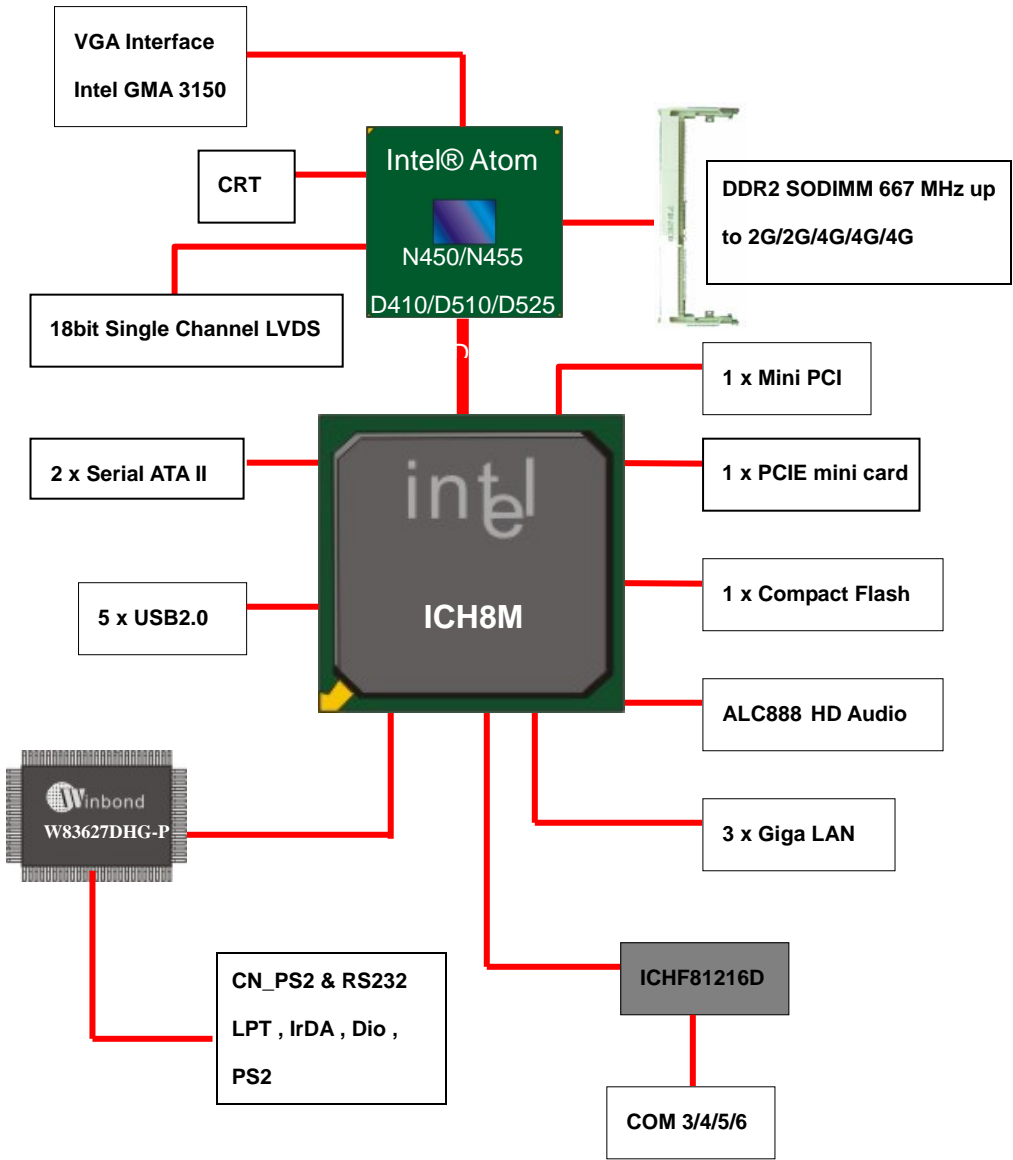 VGA Interface
Intel GMA 3150
CRT
Intel® Atom
N450/N455
D410/D510/D525
D
DDR2 SODIMM 667 MHz up
to 2G/2G/4G/4G/4G
18bit Single Channel LVDS
1 x Mini PCI
2 x Serial ATA II
intel
ICH8M
1 x PCIE mini card
5 x USB2.0
1 x Compact Flash
ALC888 HD Audio
Winbond
W83627DHG-P
3 x Giga LAN
CN_PS2 & RS232
LPT , IrDA , Dio ,
PS2
ICHF81216D
COM 3/4/5/6